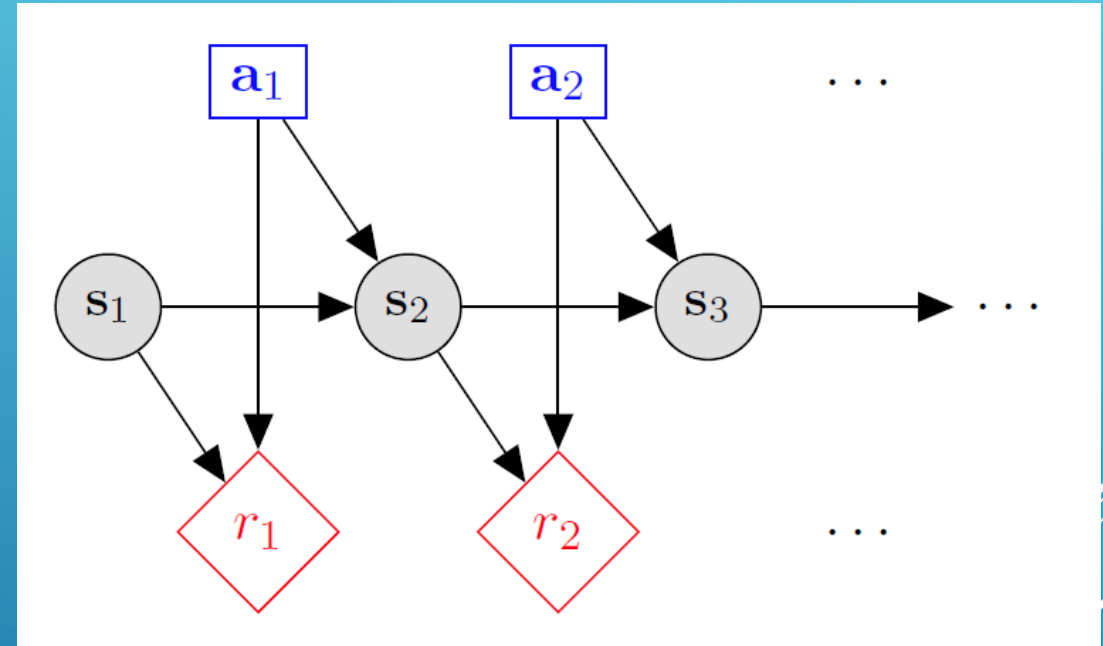 a₁ a₂ ...
s₁ s₂ s₃ ...
r₁ r₂ ...